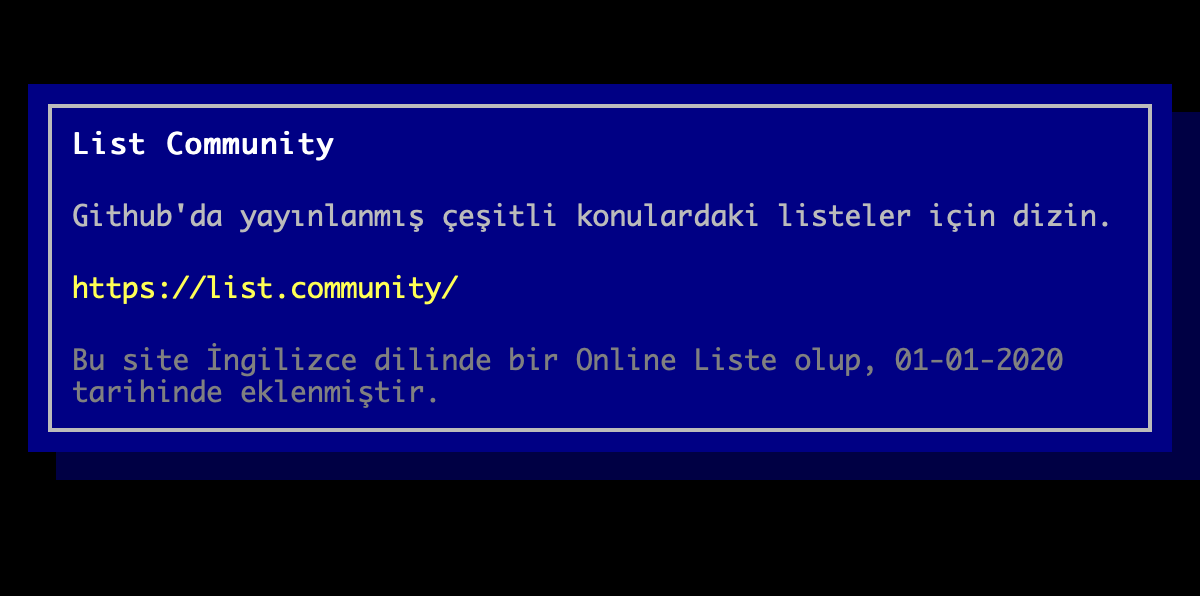 List Community
Github'da yayınlanmış çeşitli konulardaki listeler için dizin.
https://list.community/
Bu site İngilizce dilinde bir Online Liste olup, 01-01-2020
tarihinde eklenmiştir.